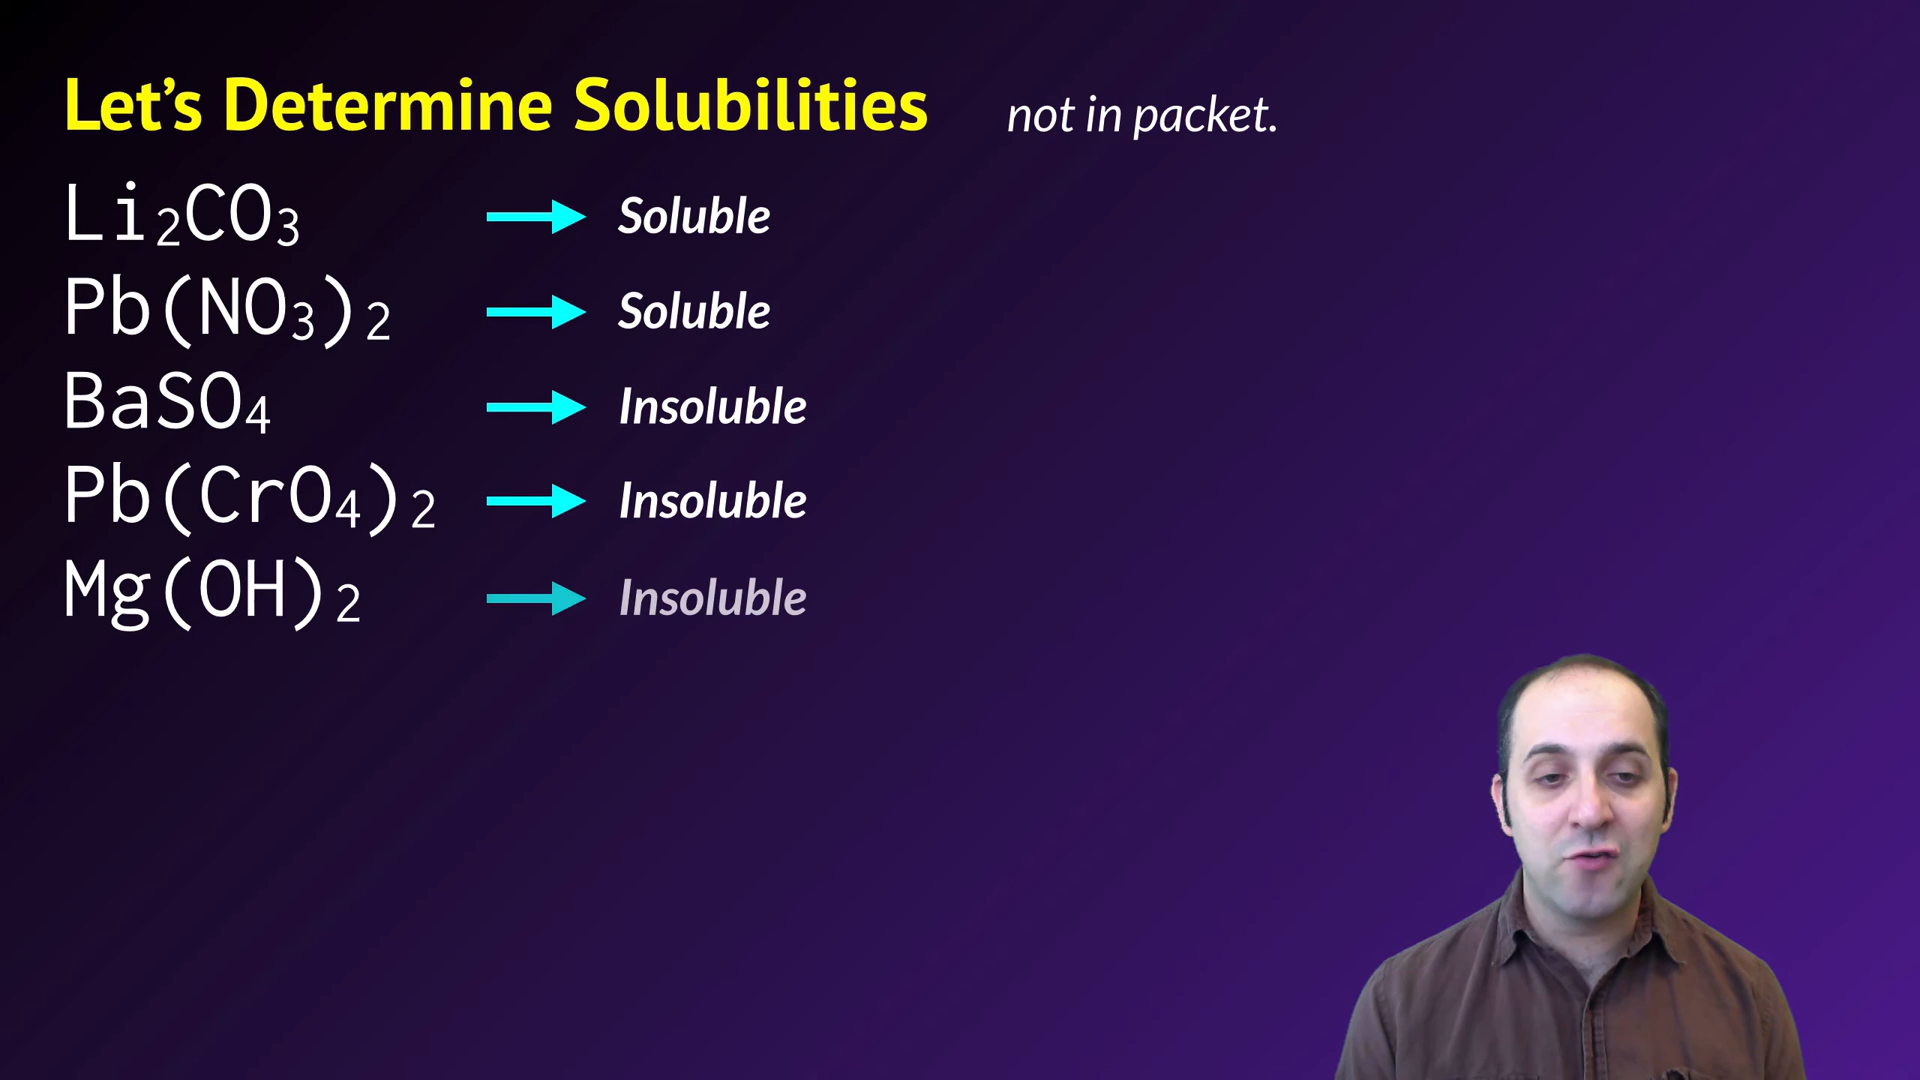 Let's Determine Solubilities not in packet.
Li₂CO₃ Soluble
Pb(NO₃)₂ Soluble
BaSO₄ Insoluble
Pb(CrO₄)₂ Insoluble
Mg(OH)₂ Insoluble